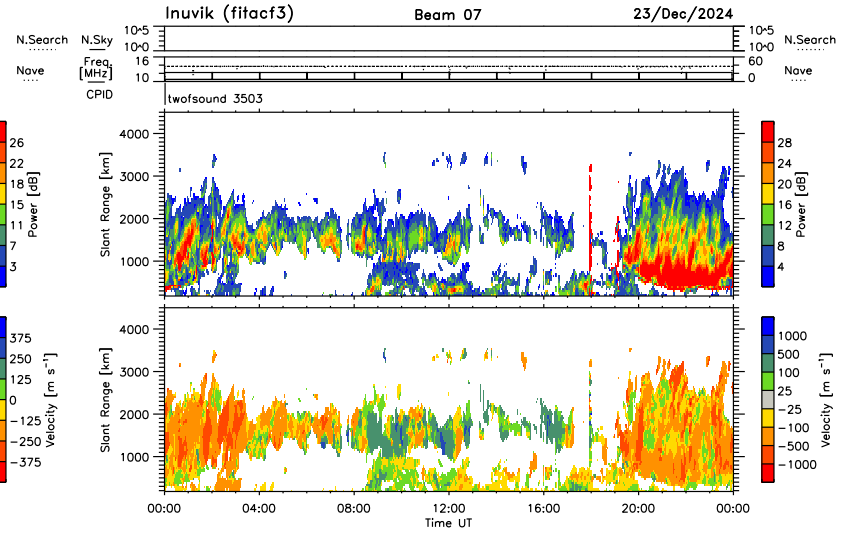 Inuvik (fitacf3) Beam 07 23/Dec/2024
N.Search N.Sky 10^5 10^0 10^5 10^0 N.Search
Nave Freq. [MHz] 16 10 60 0 Nave
CPID twofsound 3503
Slant Range [km] 4000 3000 2000 1000
26 22 18 15 11 7 3 Power [dB]
28 24 20 16 12 8 4 Power [dB]
Slant Range [km] 4000 3000 2000 1000
375 250 125 0 −125 −250 −375 Velocity [m s⁻¹]
1000 500 100 25 −25 −100 −500 −1000 Velocity [m s⁻¹]
00:00 04:00 08:00 12:00 16:00 20:00 00:00
Time UT